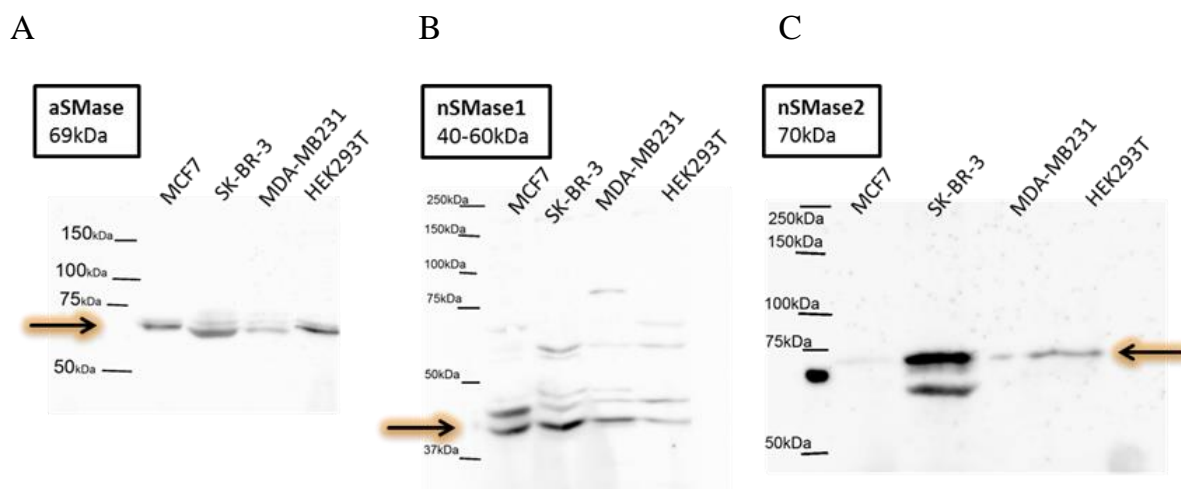 A
B
C
aSMase
69kDa
MCF7
SK-BR-3
MDA-MB231
HEK293T
150kDa
100kDa
75kDa
50kDa
nSMase1
40-60kDa
MCF7
SK-BR-3
MDA-MB231
HEK293T
250kDa
150kDa
100kDa
75kDa
50kDa
37kDa
nSMase2
70kDa
MCF7
SK-BR-3
MDA-MB231
HEK293T
250kDa
150kDa
100kDa
75kDa
50kDa